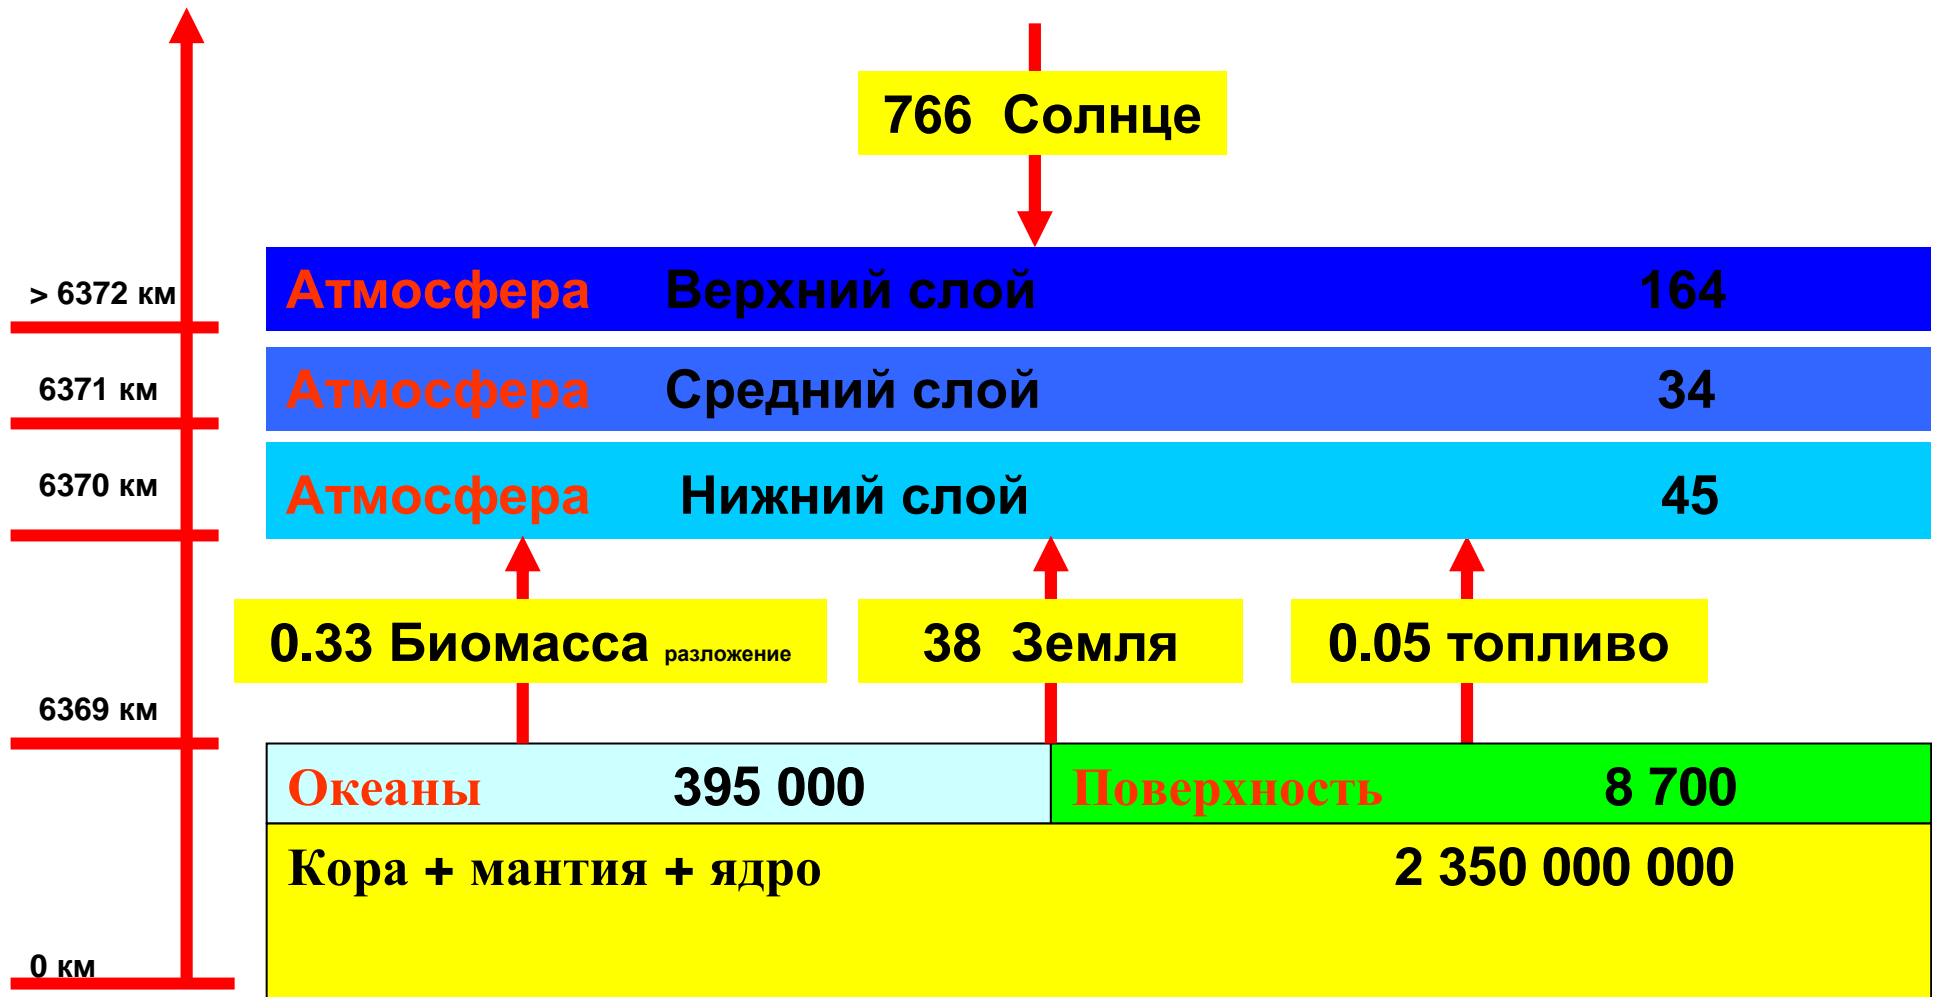 766 Солнце
> 6372 км
Атмосфера Верхний слой 164
6371 км
Атмосфера Средний слой 34
6370 км
Атмосфера Нижний слой 45
0.33 Биомасса разложение
38 Земля
0.05 топливо
6369 км
Океаны 395 000
Поверхность 8 700
Кора + мантия + ядро 2 350 000 000
0 км